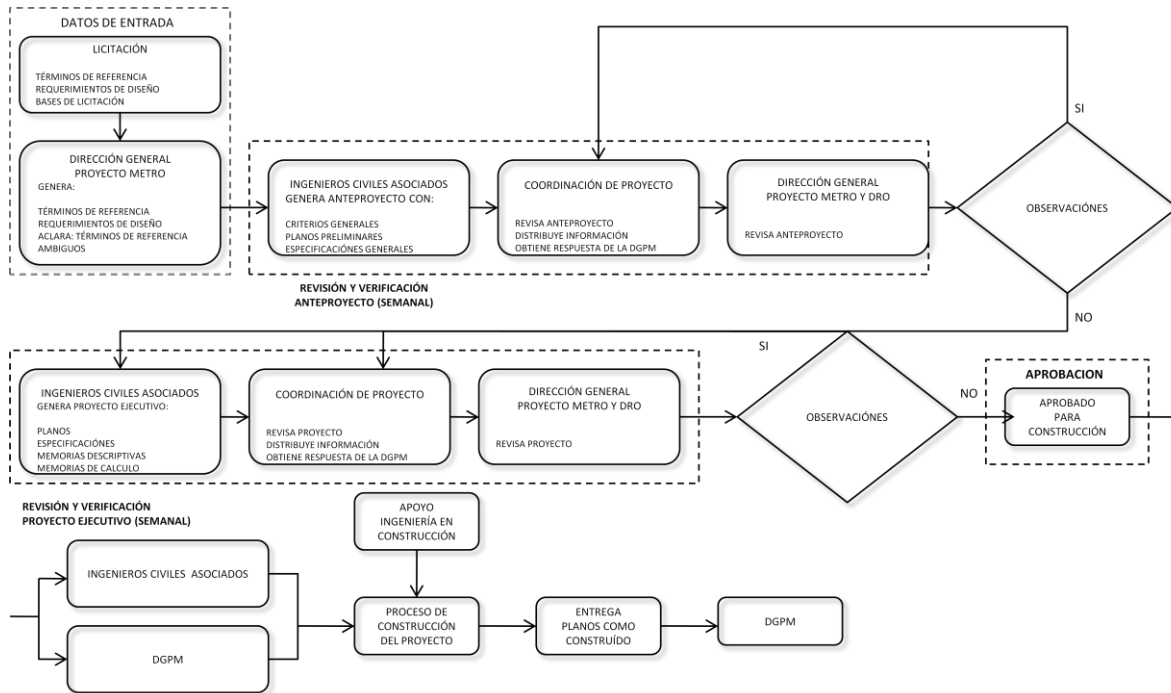 DATOS DE ENTRADA
LICITACIÓN
TÉRMINOS DE REFERENCIA
REQUERIMIENTOS DE DISEÑO
BASES DE LICITACIÓN
DIRECCIÓN GENERAL
PROYECTO METRO
GENERA:
TÉRMINOS DE REFERENCIA
REQUERIMIENTOS DE DISEÑO
ACLARA: TÉRMINOS DE REFERENCIA
AMBIGUOS
INGENIEROS CIVILES ASOCIADOS
GENERA ANTEPROYECTO CON:
CRITERIOS GENERALES
PLANOS PRELIMINARES
ESPECIFICACIÓNES GENERALES
COORDINACIÓN DE PROYECTO
REVISA ANTEPROYECTO
DISTRIBUYE INFORMACIÓN
OBTIENE RESPUESTA DE LA DGPM
DIRECCIÓN GENERAL
PROYECTO METRO Y DRO
REVISA ANTEPROYECTO
SI
OBSERVACIÓNES
NO
REVISIÓN Y VERIFICACIÓN
ANTEPROYECTO (SEMANAL)
INGENIEROS CIVILES ASOCIADOS
GENERA PROYECTO EJECUTIVO:
PLANOS
ESPECIFICACIÓNES
MEMORIAS DESCRIPTIVAS
MEMORIAS DE CALCULO
COORDINACIÓN DE PROYECTO
REVISA PROYECTO
DISTRIBUYE INFORMACIÓN
OBTIENE RESPUESTA DE LA DGPM
DIRECCIÓN GENERAL
PROYECTO METRO Y DRO
REVISA PROYECTO
SI
OBSERVACIÓNES
NO
APROBACION
APROBADO
PARA
CONSTRUCCIÓN
REVISIÓN Y VERIFICACIÓN
PROYECTO EJECUTIVO (SEMANAL)
INGENIEROS CIVILES ASOCIADOS
DGPM
APOYO
INGENIERÍA EN
CONSTRUCCIÓN
PROCESO DE
CONSTRUCCIÓN
DEL PROYECTO
ENTREGA
PLANOS COMO
CONSTRUÍDO
DGPM